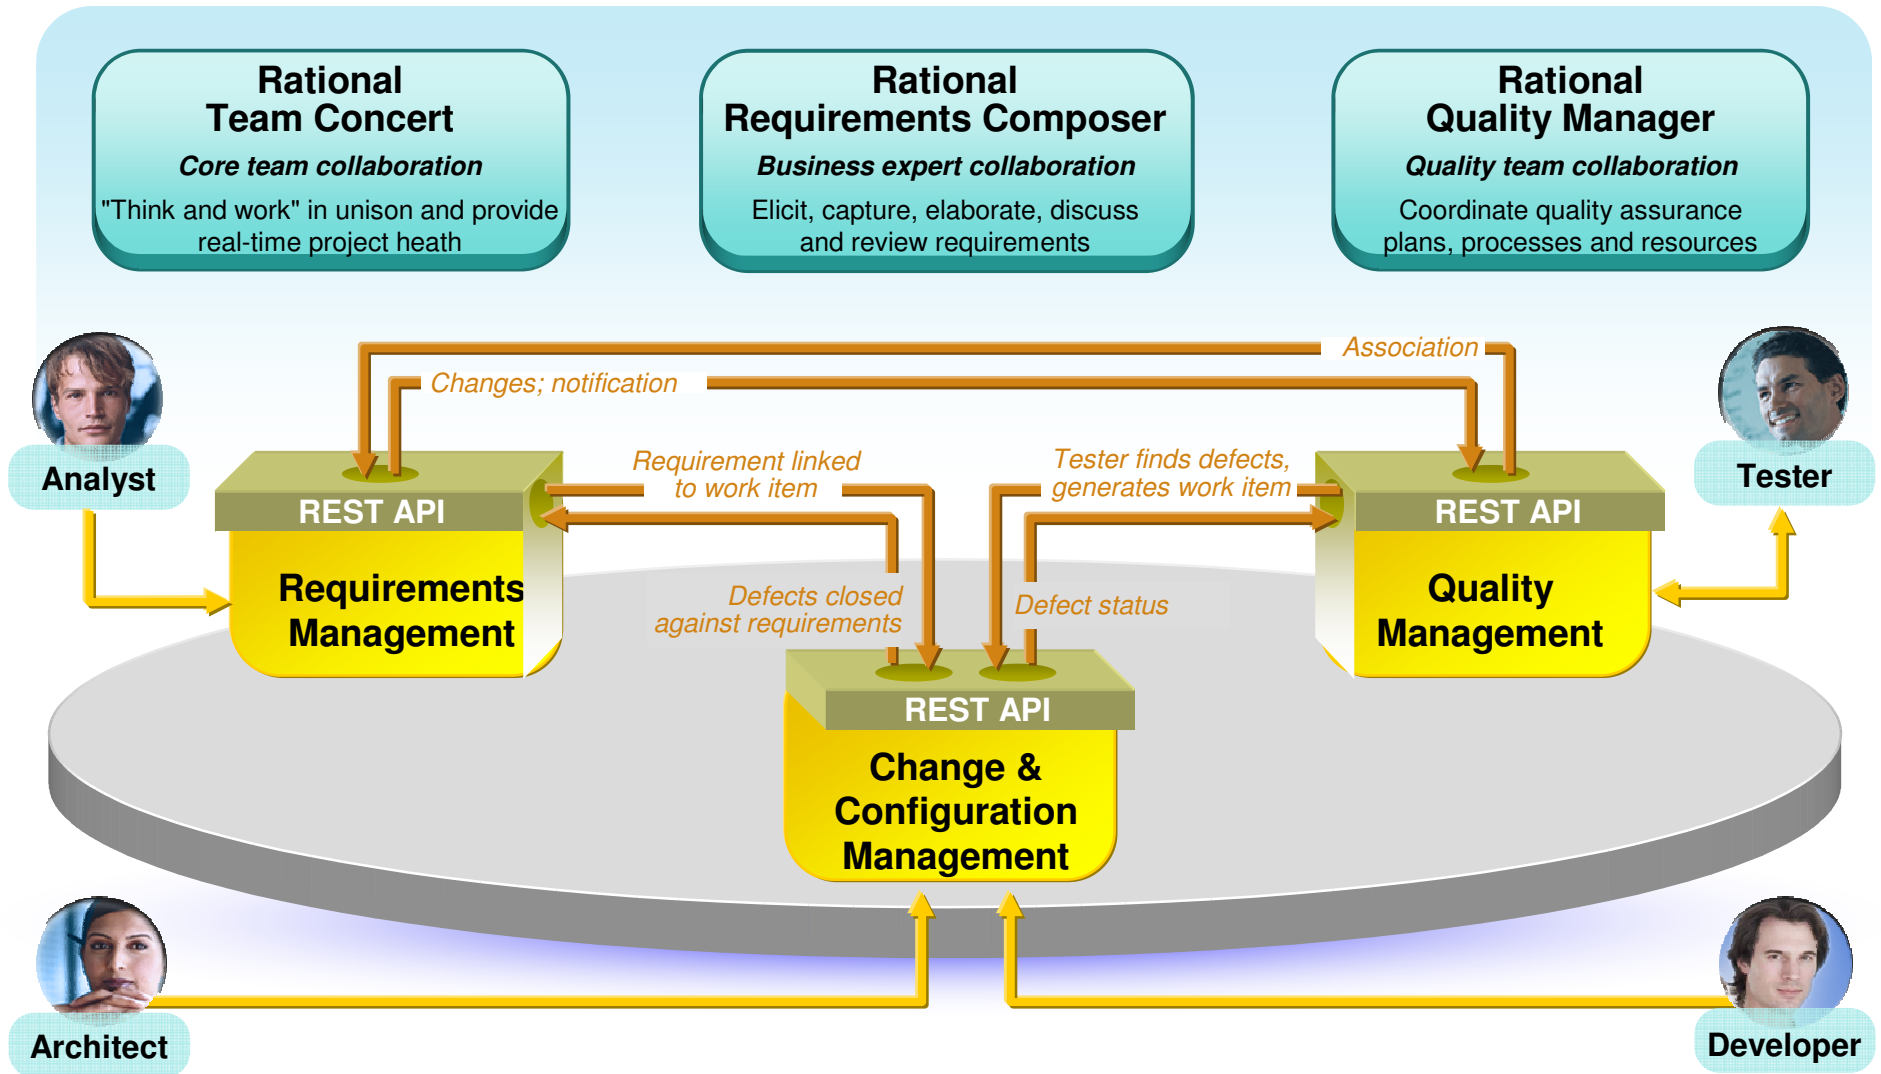 Rational
Team Concert
Core team collaboration
"Think and work" in unison and provide
real-time project heath
Rational
Requirements Composer
Business expert collaboration
Elicit, capture, elaborate, discuss
and review requirements
Rational
Quality Manager
Quality team collaboration
Coordinate quality assurance
plans, processes and resources
Association
Changes; notification
Analyst
Requirement linked
to work item
Tester finds defects,
generates work item
Tester
REST API
REST API
Requirements
Management
Defects closed
against requirements
Defect status
Quality
Management
REST API
Change &
Configuration
Management
Architect
Developer